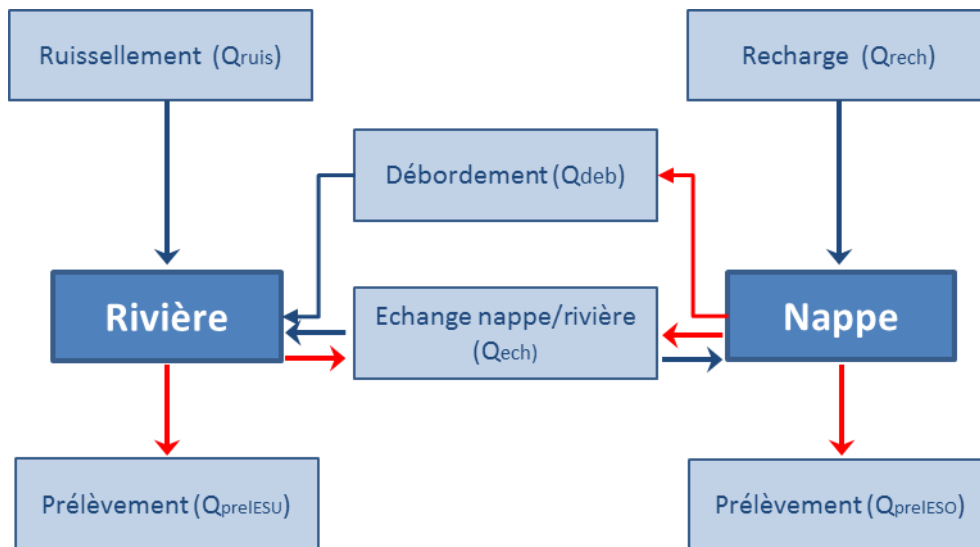 Ruissellement (Qruis)
Recharge (Qrech)
Débordement (Qdeb)
Rivière
Echange nappe/rivière
(Qech)
Nappe
Prélèvement (QprelESU)
Prélèvement (QprelESO)